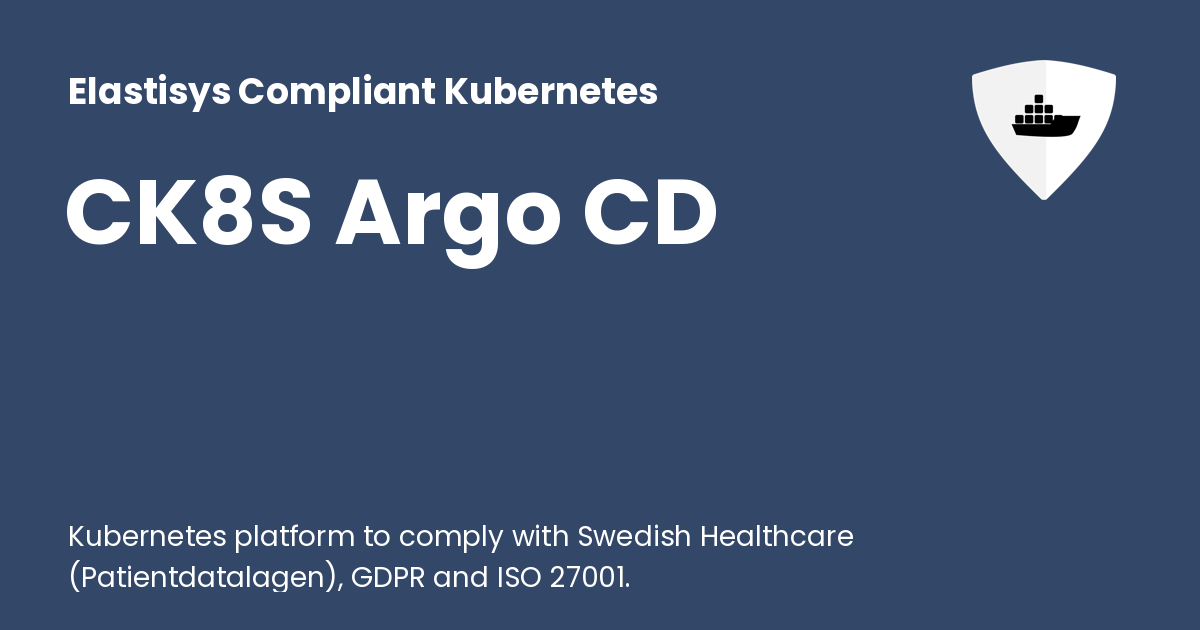 Elastisys Compliant Kubernetes
CK8S Argo CD
Kubernetes platform to comply with Swedish Healthcare
(Patientdatalagen), GDPR and ISO 27001.